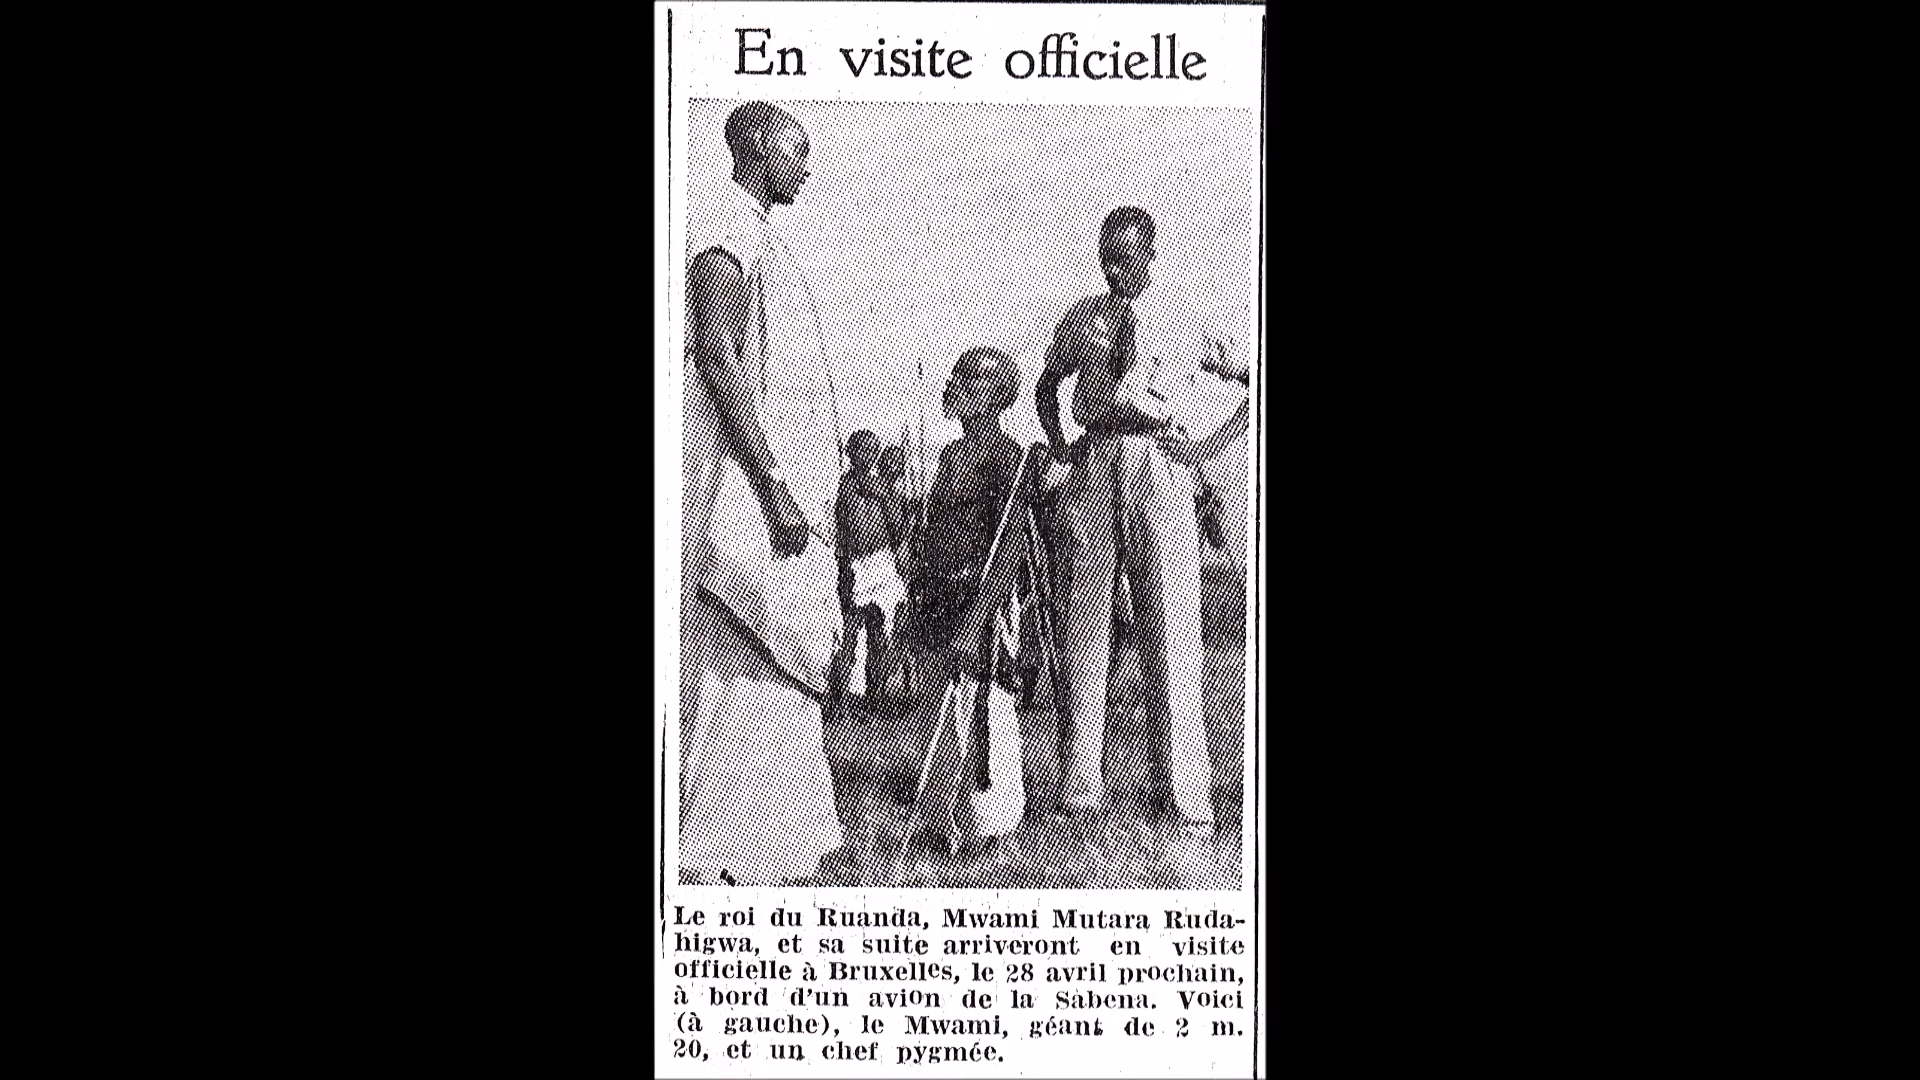 En visite officielle
Le roi du Ruanda, Mwami Mutara Ruda-
higwa, et sa suite arriveront en visite
officielle à Bruxelles, le 28 avril prochain,
à bord d'un avion de la Sabena. Voici
(à gauche), le Mwami, géant de 2 m.
20, et un chef pygmée.